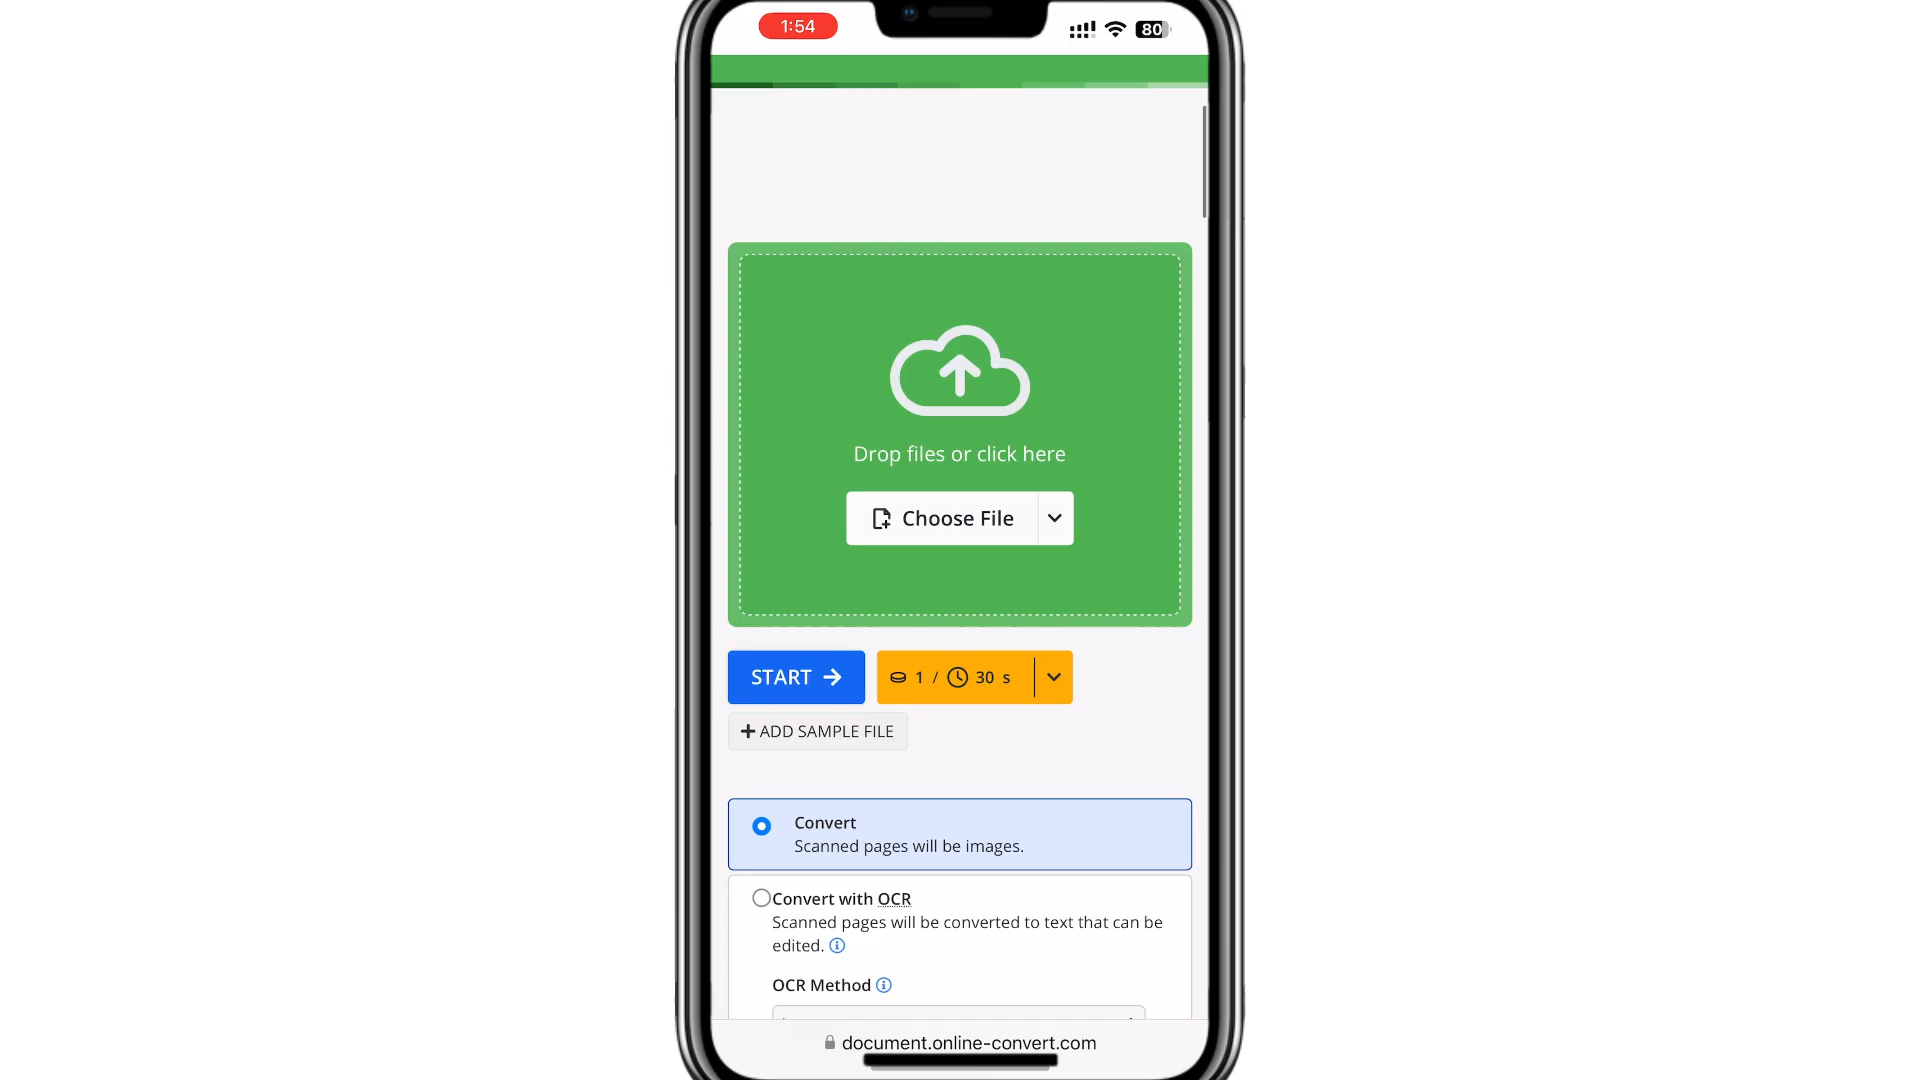 1:54
80
Drop files or click here
Choose File
START
1 / 30 s
ADD SAMPLE FILE
Convert
Scanned pages will be images.
Convert with OCR
Scanned pages will be converted to text that can be
edited.
OCR Method
document.online-convert.com